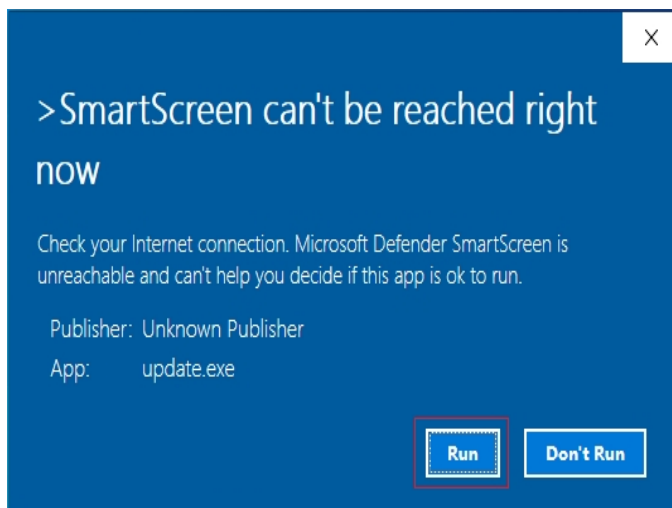 X
>SmartScreen can't be reached right
now
Check your Internet connection. Microsoft Defender SmartScreen is
unreachable and can't help you decide if this app is ok to run.
Publisher: Unknown Publisher
App: update.exe
Run Don't Run